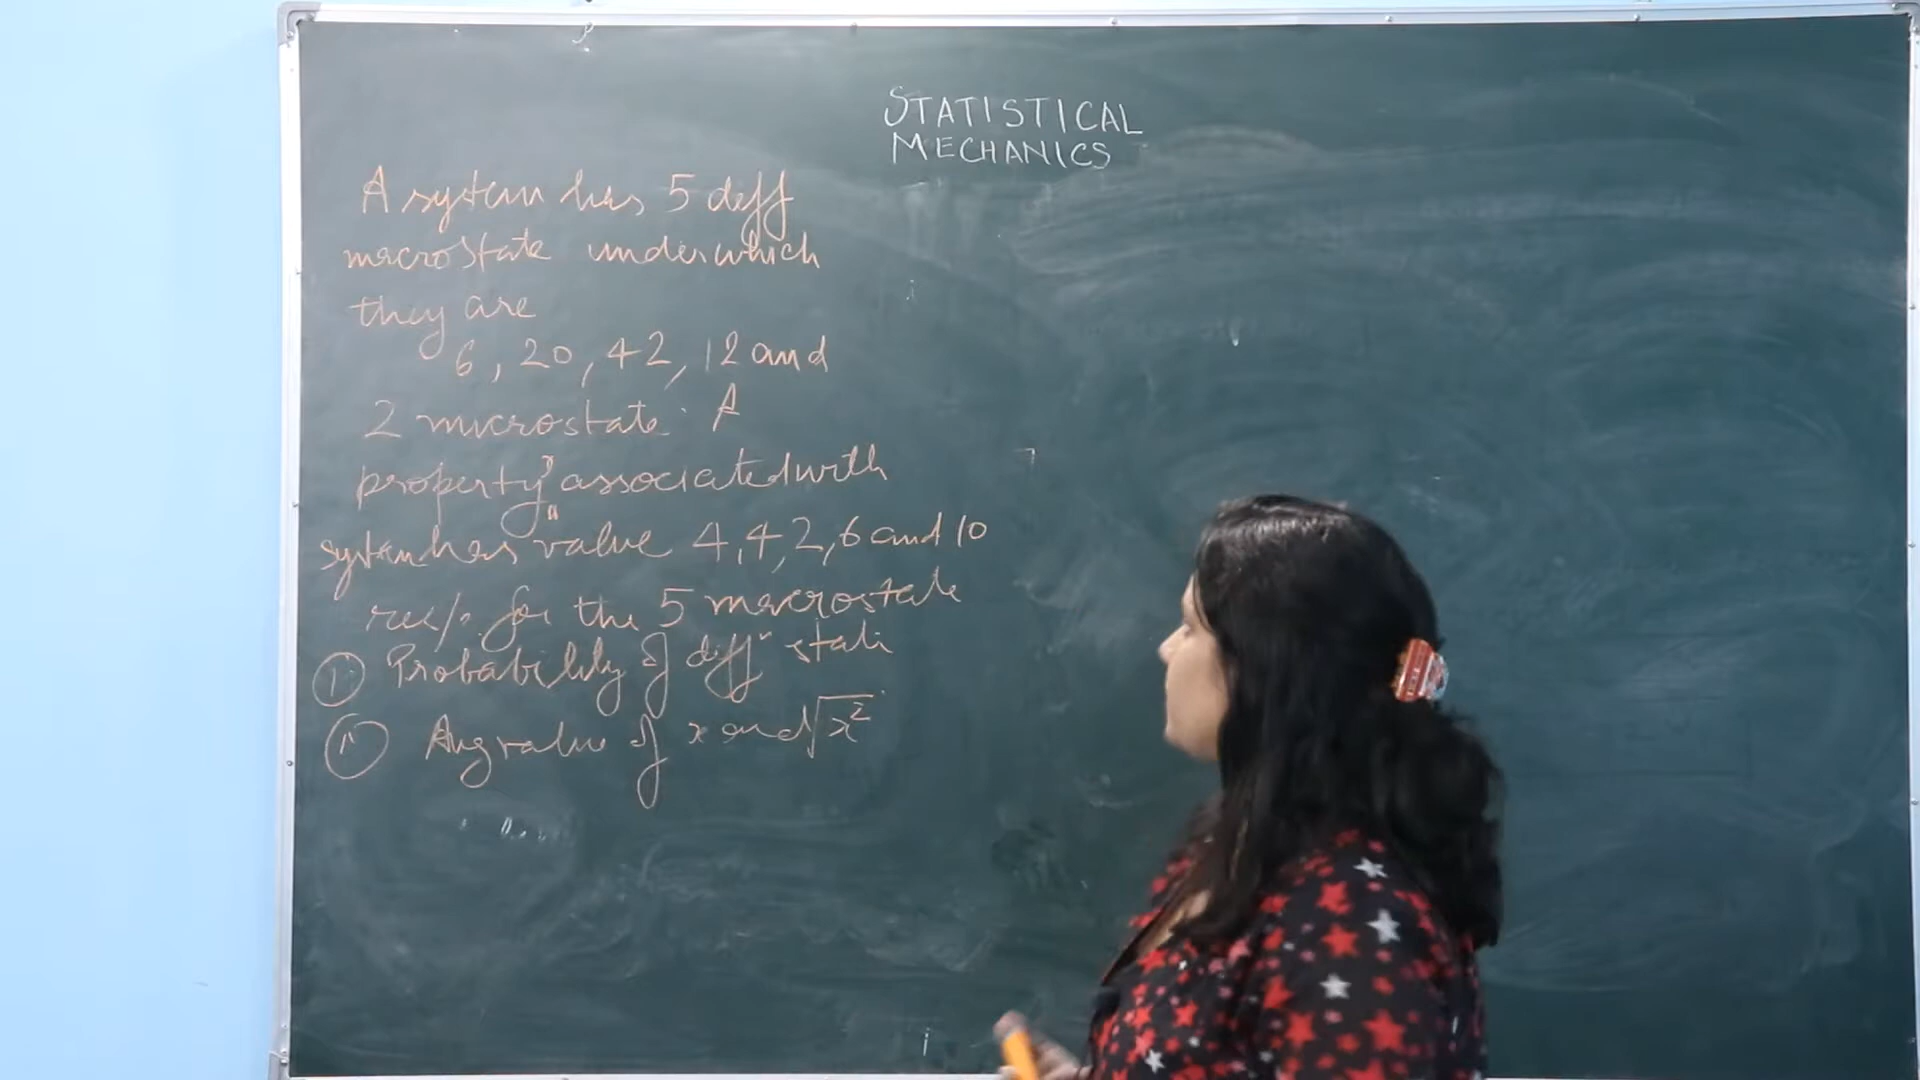 STATISTICAL
MECHANICS
A system has 5 diff
macrostate under which
they are
6, 20, 42, 12 and
2 microstate. A
property "x" associated with
system has value 4, 4, 2, 6 and 10
for the 5 macrostate
(i) Probability of diff state
(ii) Avg value of x and √x²